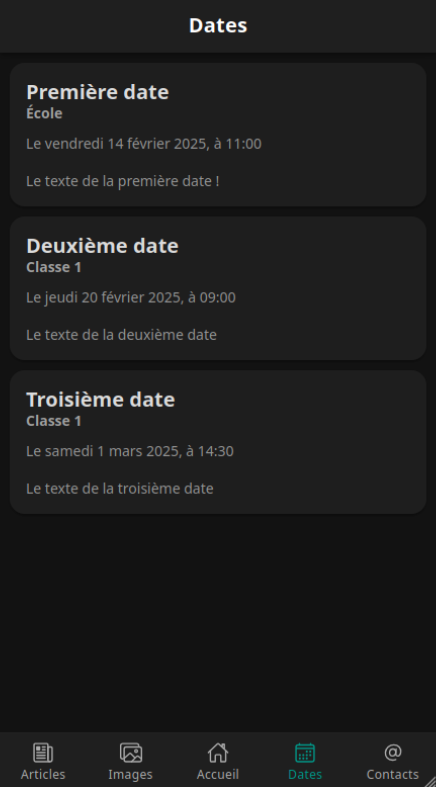 Dates
Première date
École
Le vendredi 14 février 2025, à 11:00
Le texte de la première date !
Deuxième date
Classe 1
Le jeudi 20 février 2025, à 09:00
Le texte de la deuxième date
Troisième date
Classe 1
Le samedi 1 mars 2025, à 14:30
Le texte de la troisième date
Articles
Images
Accueil
Dates
@
Contacts